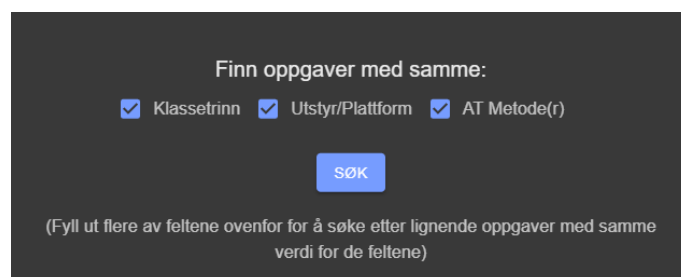 Finn oppgaver med samme:
Klassetrinn Utstyr/Plattform AT Metode(r)
SØK
(Fyll ut flere av feltene ovenfor for å søke etter lignende oppgaver med samme
verdi for de feltene)